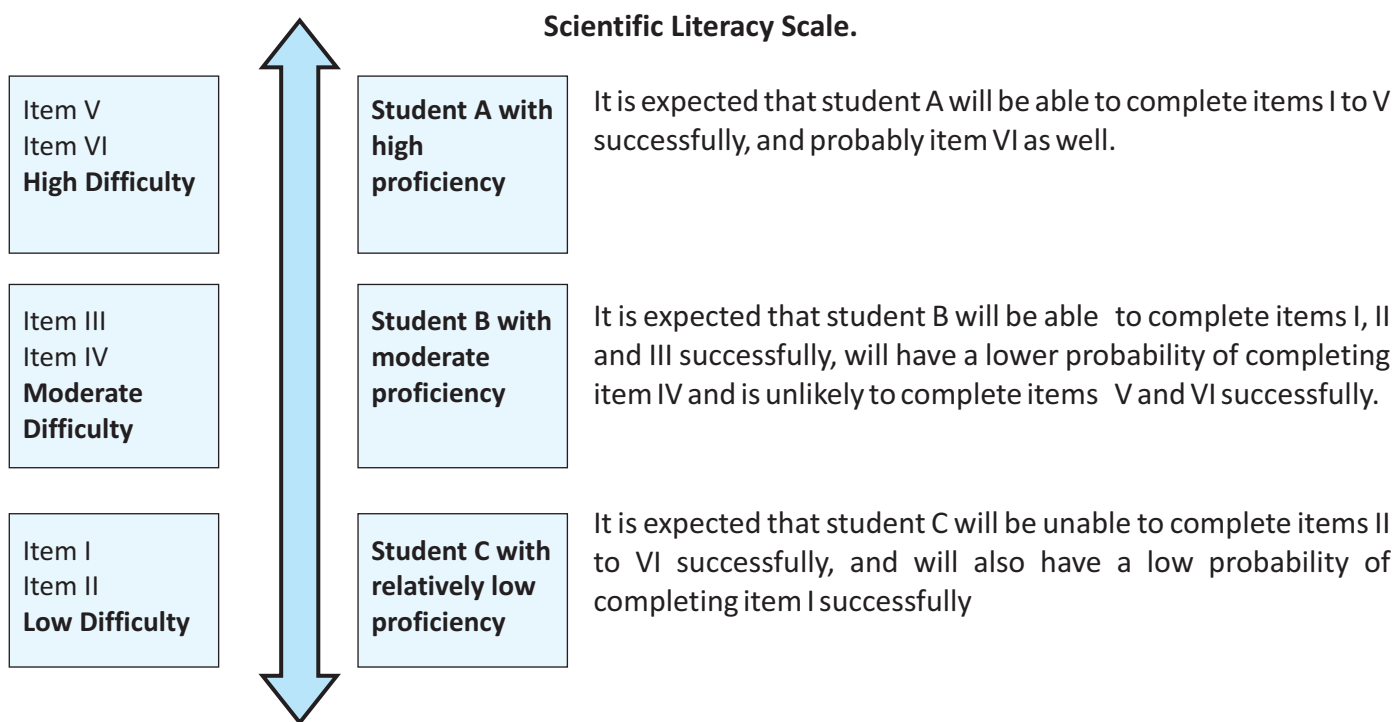 Scientific Literacy Scale.
Item V
Item VI
High Difficulty
Student A with
high
proficiency
It is expected that student A will be able to complete items I to V
successfully, and probably item VI as well.
Item III
Item IV
Moderate
Difficulty
Student B with
moderate
proficiency
It is expected that student B will be able to complete items I, II
and III successfully, will have a lower probability of completing
item IV and is unlikely to complete items V and VI successfully.
Item I
Item II
Low Difficulty
Student C with
relatively low
proficiency
It is expected that student C will be unable to complete items II
to VI successfully, and will also have a low probability of
completing item I successfully